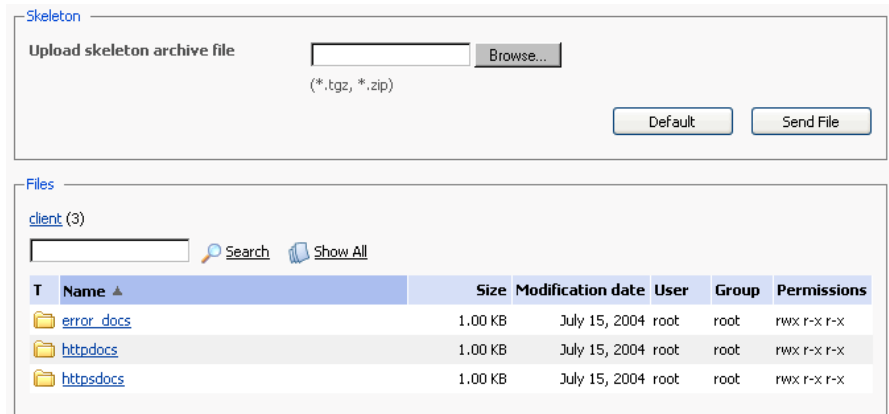 Skeleton
Upload skeleton archive file Browse...
(*.tgz, *.zip)
Default Send File
Files
client (3)
Search Show All
T Name Size Modification date User Group Permissions
error_docs 1.00 KB July 15, 2004 root root rwx r-x r-x
httpdocs 1.00 KB July 15, 2004 root root rwx r-x r-x
httpsdocs 1.00 KB July 15, 2004 root root rwx r-x r-x